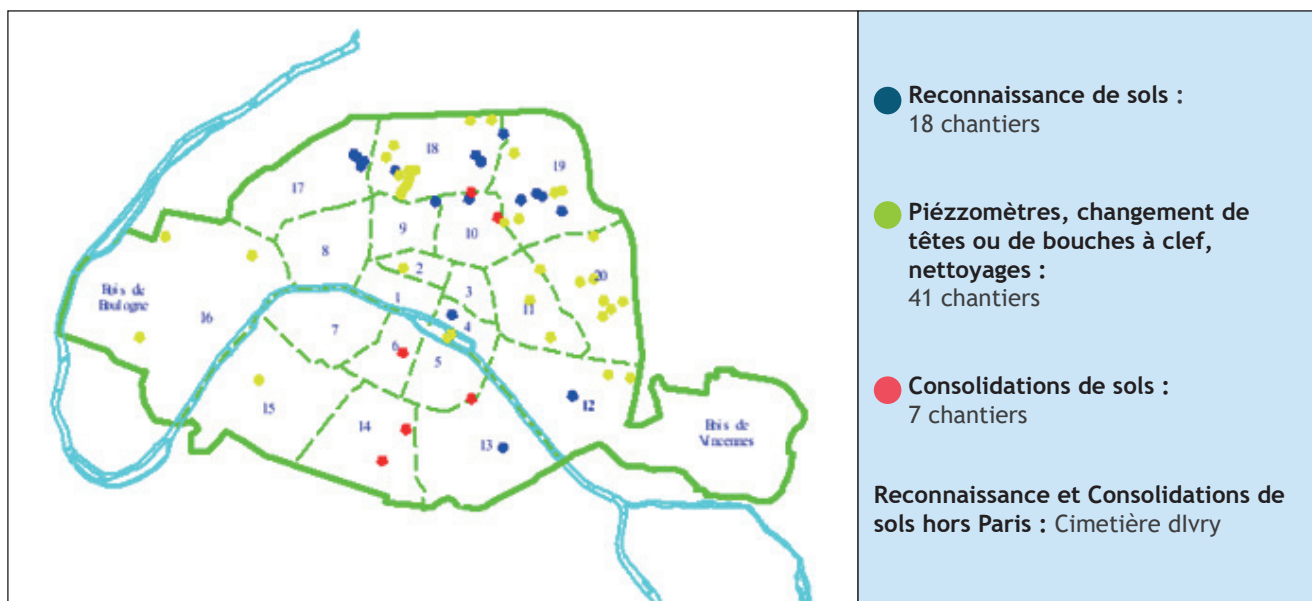 18
19
17
10
9
8
2
20
3
1
11
Bois de
Boulogne
16
4
7
6
5
15
12
14
13
Bois de
Vincennes
Reconnaissance de sols :
18 chantiers
Piézzomètres, changement de
têtes ou de bouches à clef,
nettoyages :
41 chantiers
Consolidations de sols :
7 chantiers
Reconnaissance et Consolidations de
sols hors Paris : Cimetière dIvry